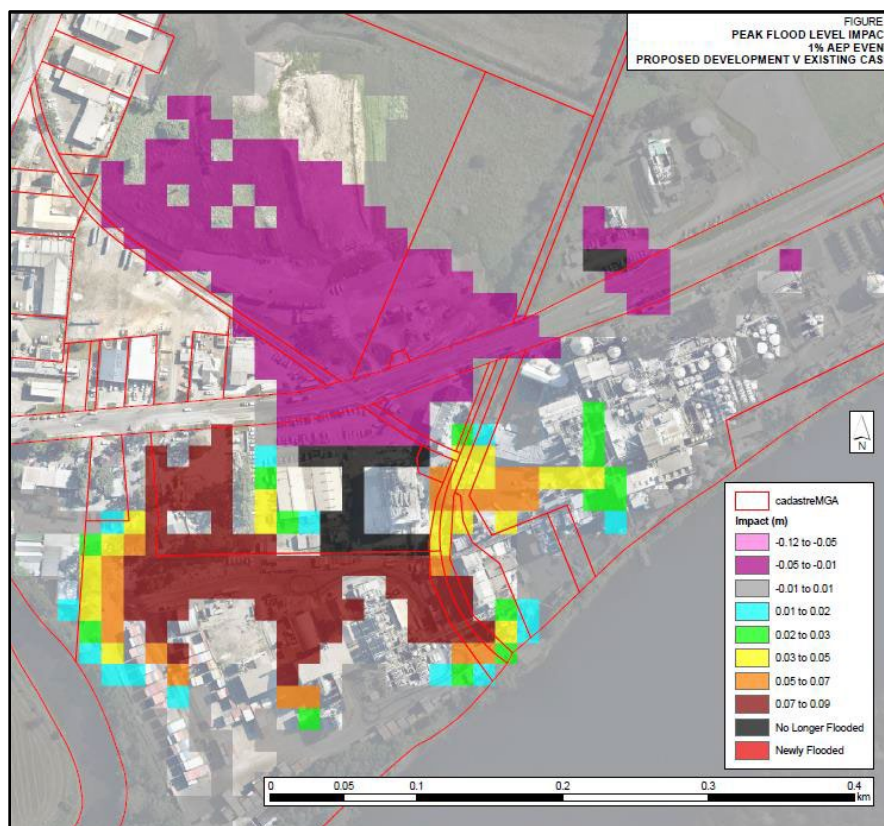 FIGURE
PEAK FLOOD LEVEL IMPAC
1% AEP EVEN
PROPOSED DEVELOPMENT V EXISTING CAS
N
cadastreMGA
Impact (m)
-0.12 to -0.05
-0.05 to -0.01
-0.01 to 0.01
0.01 to 0.02
0.02 to 0.03
0.03 to 0.05
0.05 to 0.07
0.07 to 0.09
No Longer Flooded
Newly Flooded
0 0.05 0.1 0.2 0.3 0.4
km